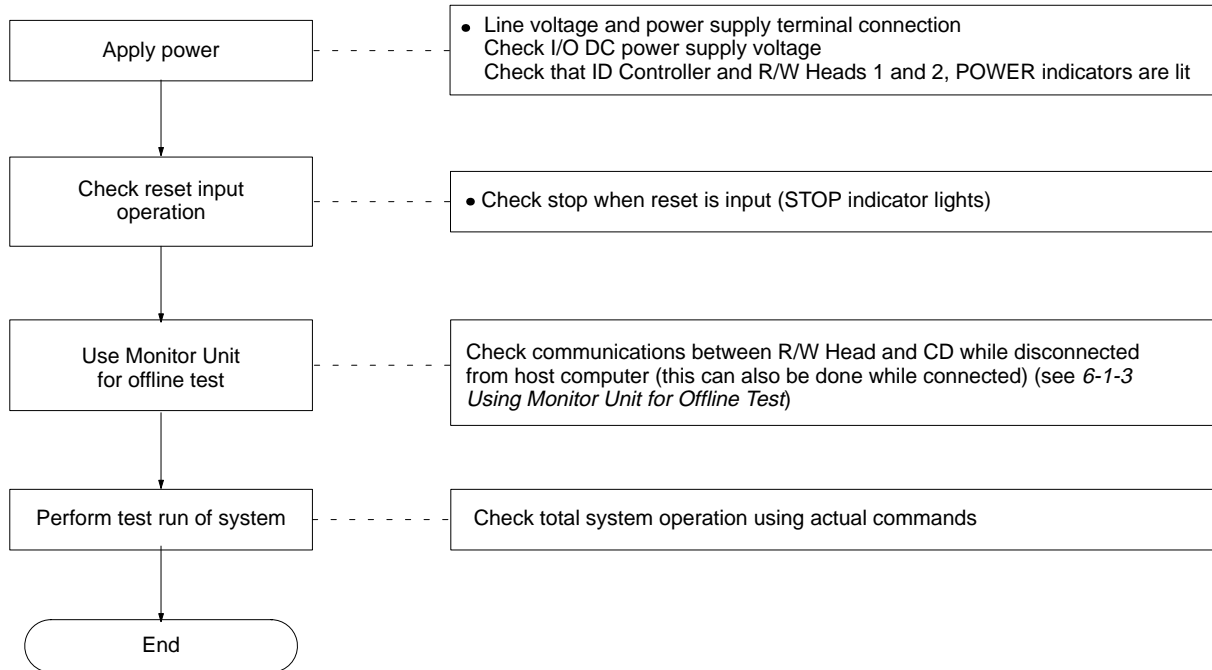 Apply power
• Line voltage and power supply terminal connection
Check I/O DC power supply voltage
Check that ID Controller and R/W Heads 1 and 2, POWER indicators are lit
Check reset input
operation
• Check stop when reset is input (STOP indicator lights)
Use Monitor Unit
for offline test
Check communications between R/W Head and CD while disconnected
from host computer (this can also be done while connected) (see 6-1-3
Using Monitor Unit for Offline Test)
Perform test run of system
Check total system operation using actual commands
End